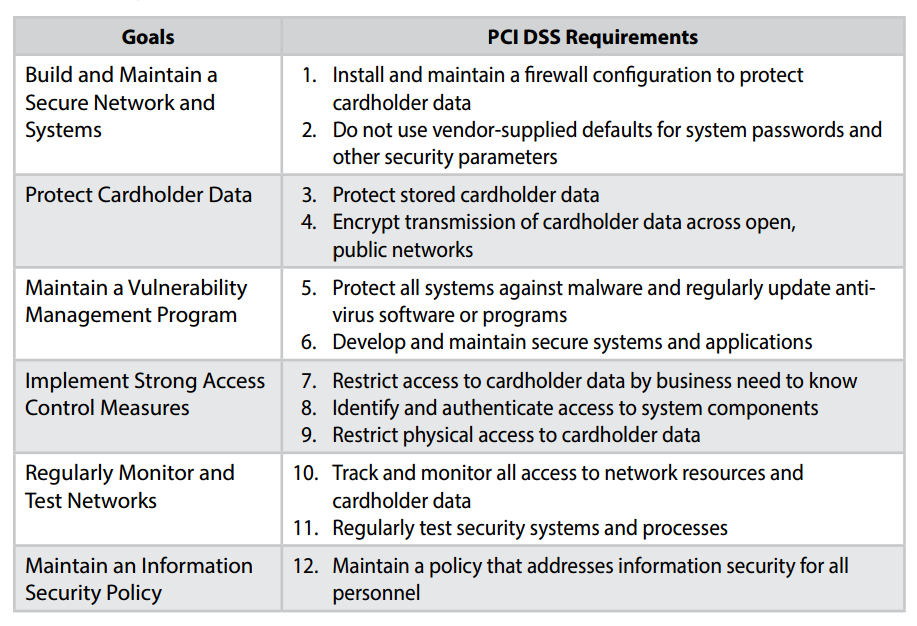 Goals
PCI DSS Requirements
Build and Maintain a
Secure Network and
Systems
1. Install and maintain a firewall configuration to protect
cardholder data
2. Do not use vendor-supplied defaults for system passwords and
other security parameters
Protect Cardholder Data
3. Protect stored cardholder data
4. Encrypt transmission of cardholder data across open,
public networks
Maintain a Vulnerability
Management Program
5. Protect all systems against malware and regularly update anti-
virus software or programs
6. Develop and maintain secure systems and applications
Implement Strong Access
Control Measures
7. Restrict access to cardholder data by business need to know
8. Identify and authenticate access to system components
9. Restrict physical access to cardholder data
Regularly Monitor and
Test Networks
10. Track and monitor all access to network resources and
cardholder data
11. Regularly test security systems and processes
Maintain an Information
Security Policy
12. Maintain a policy that addresses information security for all
personnel